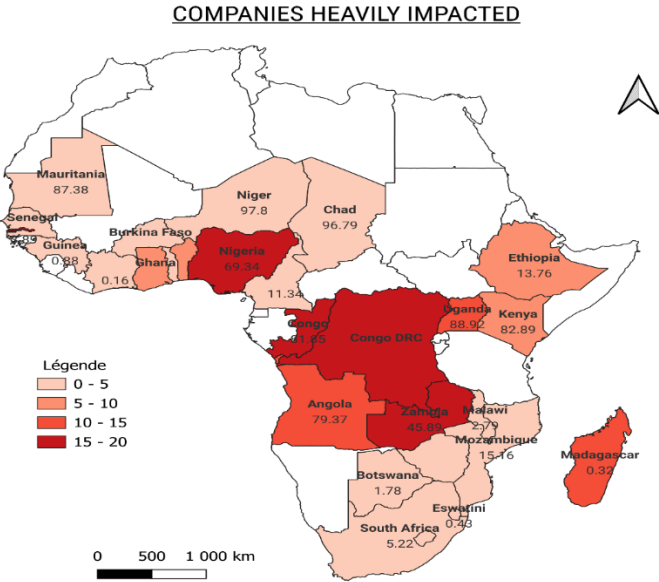 COMPANIES HEAVILY IMPACTED
Mauritania
87.38
Niger
97.8
Chad
96.79
Senegal
Guinea
0.88
Burkina Faso
0.16
Ghana
Nigeria
69.34
11.34
Ethiopia
13.76
Uganda
88.92
Kenya
82.89
Congo
Congo DRC
Légende
0 - 5
5 - 10
10 - 15
15 - 20
Angola
79.37
Zambia
45.89
Malawi
2.79
Mozambique
15.16
Madagascar
0.32
Botswana
1.78
Eswatini
0.43
South Africa
5.22
0 500 1 000 km